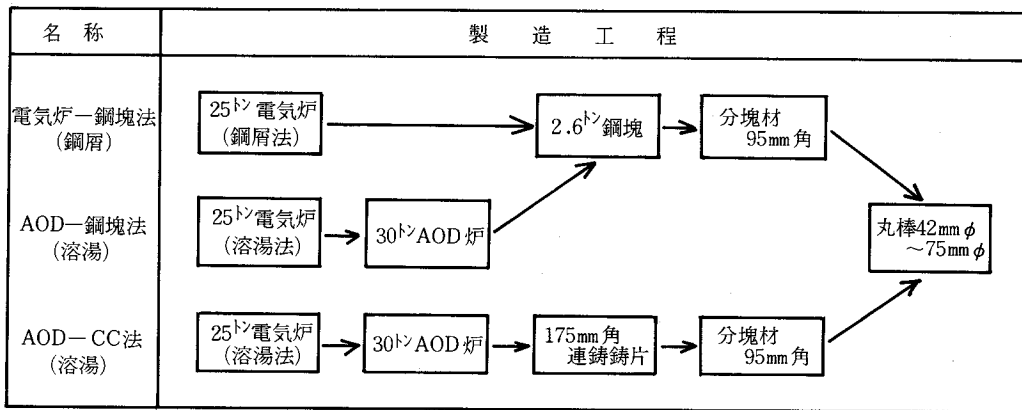 名称
製造工程
電気炉－鋼塊法
(鋼層)
25トン電気炉
(鋼屑法)
2.6トン鋼塊
分塊材
95mm角
AOD－鋼塊法
(溶湯)
25トン電気炉
(溶湯法)
30トンAOD炉
丸棒42mmφ
～75mmφ
AOD－CC法
(溶湯)
25トン電気炉
(溶湯法)
30トンAOD炉
175mm角
連鋳鋳片
分塊材
95mm角